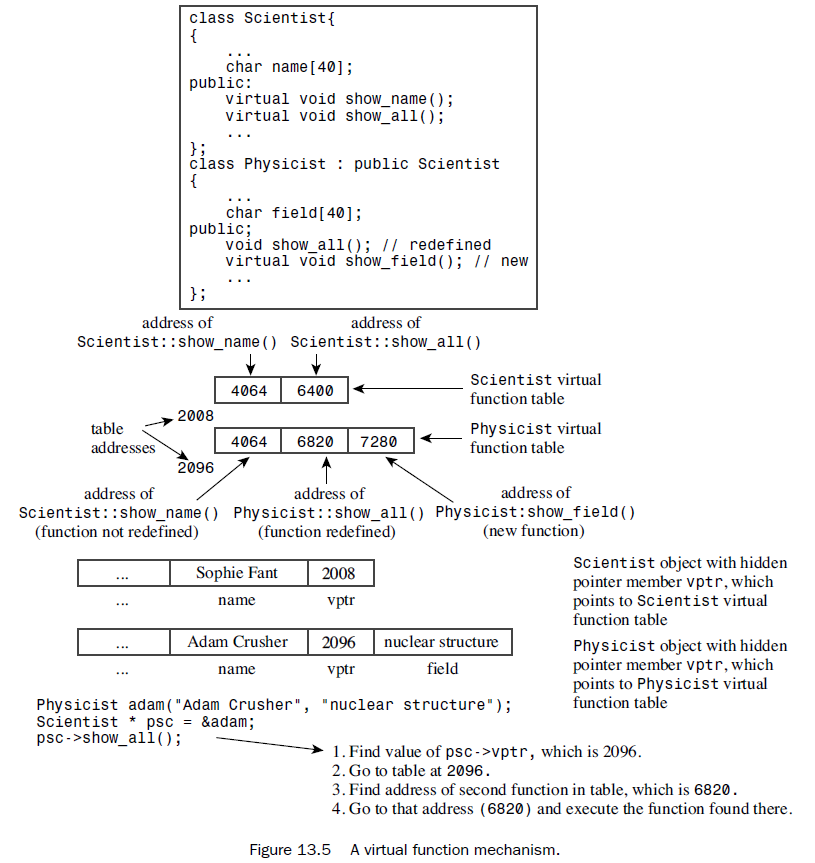 class Scientist{
{
...
char name[40];
public:
virtual void show_name();
virtual void show_all();
...
};
class Physicist : public Scientist
{
...
char field[40];
public;
void show_all(); // redefined
virtual void show_field(); // new
...
};
address of
Scientist::show_name()
address of
Scientist::show_all()
4064 6400
Scientist virtual
function table
2008
table
addresses
4064 6820 7280
Physicist virtual
function table
2096
address of
Scientist::show_name()
(function not redefined)
address of
Physicist::show_all()
(function redefined)
address of
Physicist:show_field()
(new function)
... Sophie Fant 2008
... name vptr
Scientist object with hidden
pointer member vptr, which
points to Scientist virtual
function table
... Adam Crusher 2096 nuclear structure
... name vptr field
Physicist object with hidden
pointer member vptr, which
points to Physicist virtual
function table
Physicist adam("Adam Crusher", "nuclear structure");
Scientist * psc = &adam;
psc->show_all();
1. Find value of psc->vptr, which is 2096.
2. Go to table at 2096.
3. Find address of second function in table, which is 6820.
4. Go to that address (6820) and execute the function found there.
Figure 13.5 A virtual function mechanism.